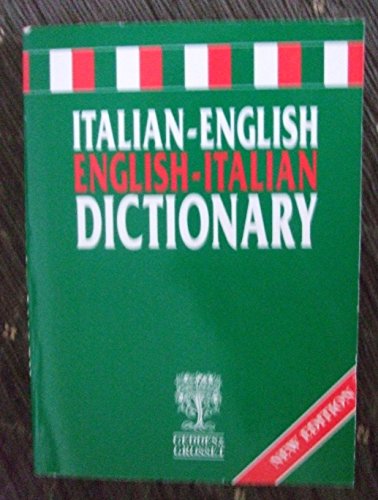 ITALIAN-ENGLISH
ENGLISH-ITALIAN
DICTIONARY
GEDDES &
GROSSET
NEW EDITION